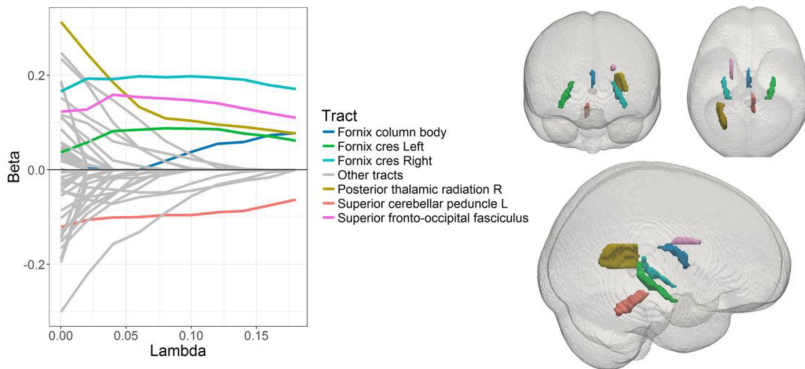 0.2
0.0
-0.2
Beta
0.00
0.05
0.10
0.15
Lambda
Tract
Fornix column body
Fornix cres Left
Fornix cres Right
Other tracts
Posterior thalamic radiation R
Superior cerebellar peduncle L
Superior fronto-occipital fasciculus